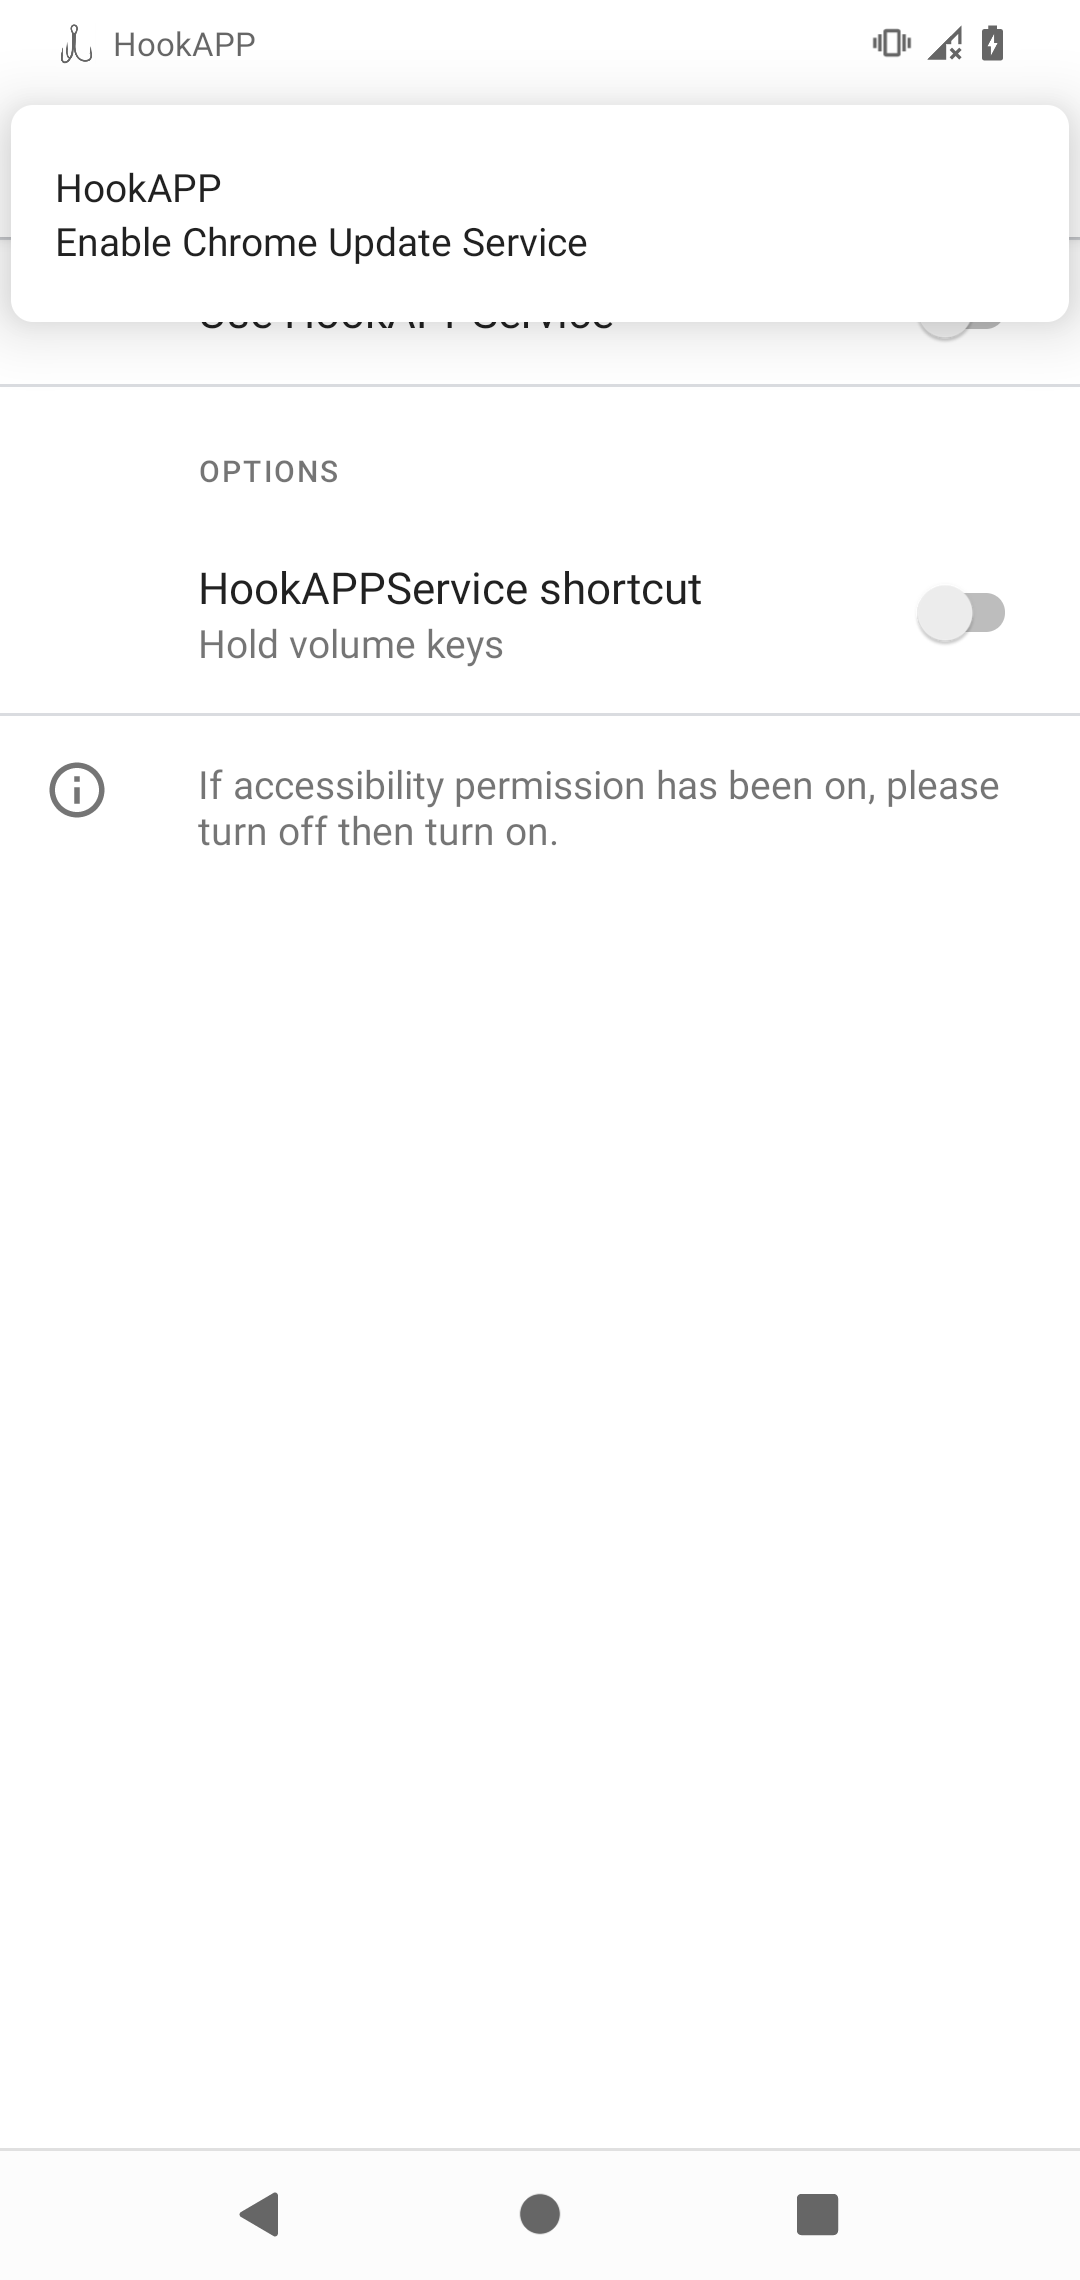 HookAPP
HookAPP
Enable Chrome Update Service
OPTIONS
HookAPPService shortcut
Hold volume keys
If accessibility permission has been on, please
turn off then turn on.